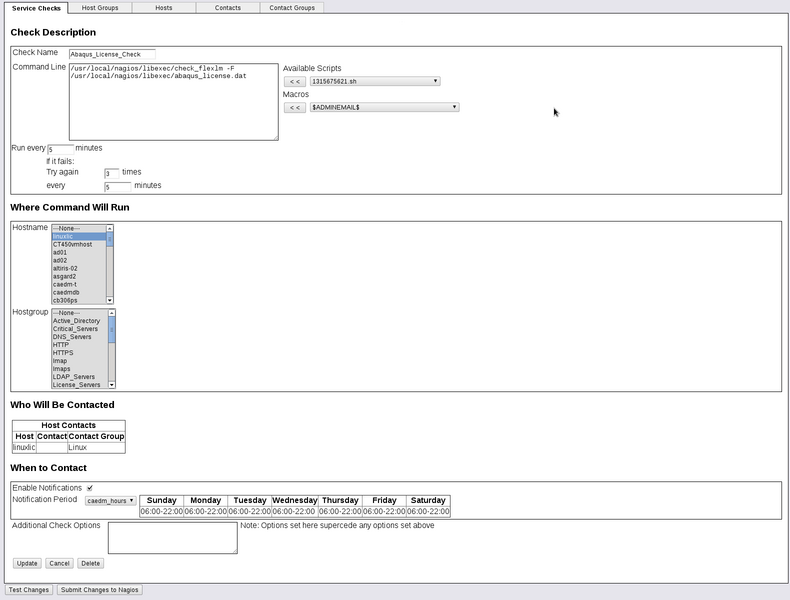 Service Checks Host Groups Hosts Contacts Contact Groups
Check Description
Check Name Abaqus_License_Check
Command Line /usr/local/nagios/libexec/check_flexlm -F
/usr/local/nagios/libexec/abaqus_license.dat
Available Scripts
<< 1315675621.sh
Macros
<< $ADMINEMAIL$
Run every 5 minutes
If it fails:
Try again 3 times
every 5 minutes
Where Command Will Run
Hostname ---None---
linuxlic
CT450vmhost
ad01
ad02
altiris-02
asgard2
caedm-t
caedmdb
cb306ps
Hostgroup ---None---
Active_Directory
Critical_Servers
DNS_Servers
HTTP
HTTPS
Imap
Imaps
LDAP_Servers
License_Servers
Who Will Be Contacted
Host Contacts
Host Contact Contact Group
linuxlic Linux
When to Contact
Enable Notifications
Notification Period caedm_hours Sunday Monday Tuesday Wednesday Thursday Friday Saturday
06:00-22:00 06:00-22:00 06:00-22:00 06:00-22:00 06:00-22:00 06:00-22:00 06:00-22:00
Additional Check Options Note: Options set here supercede any options set above
Update Cancel Delete
Test Changes Submit Changes to Nagios